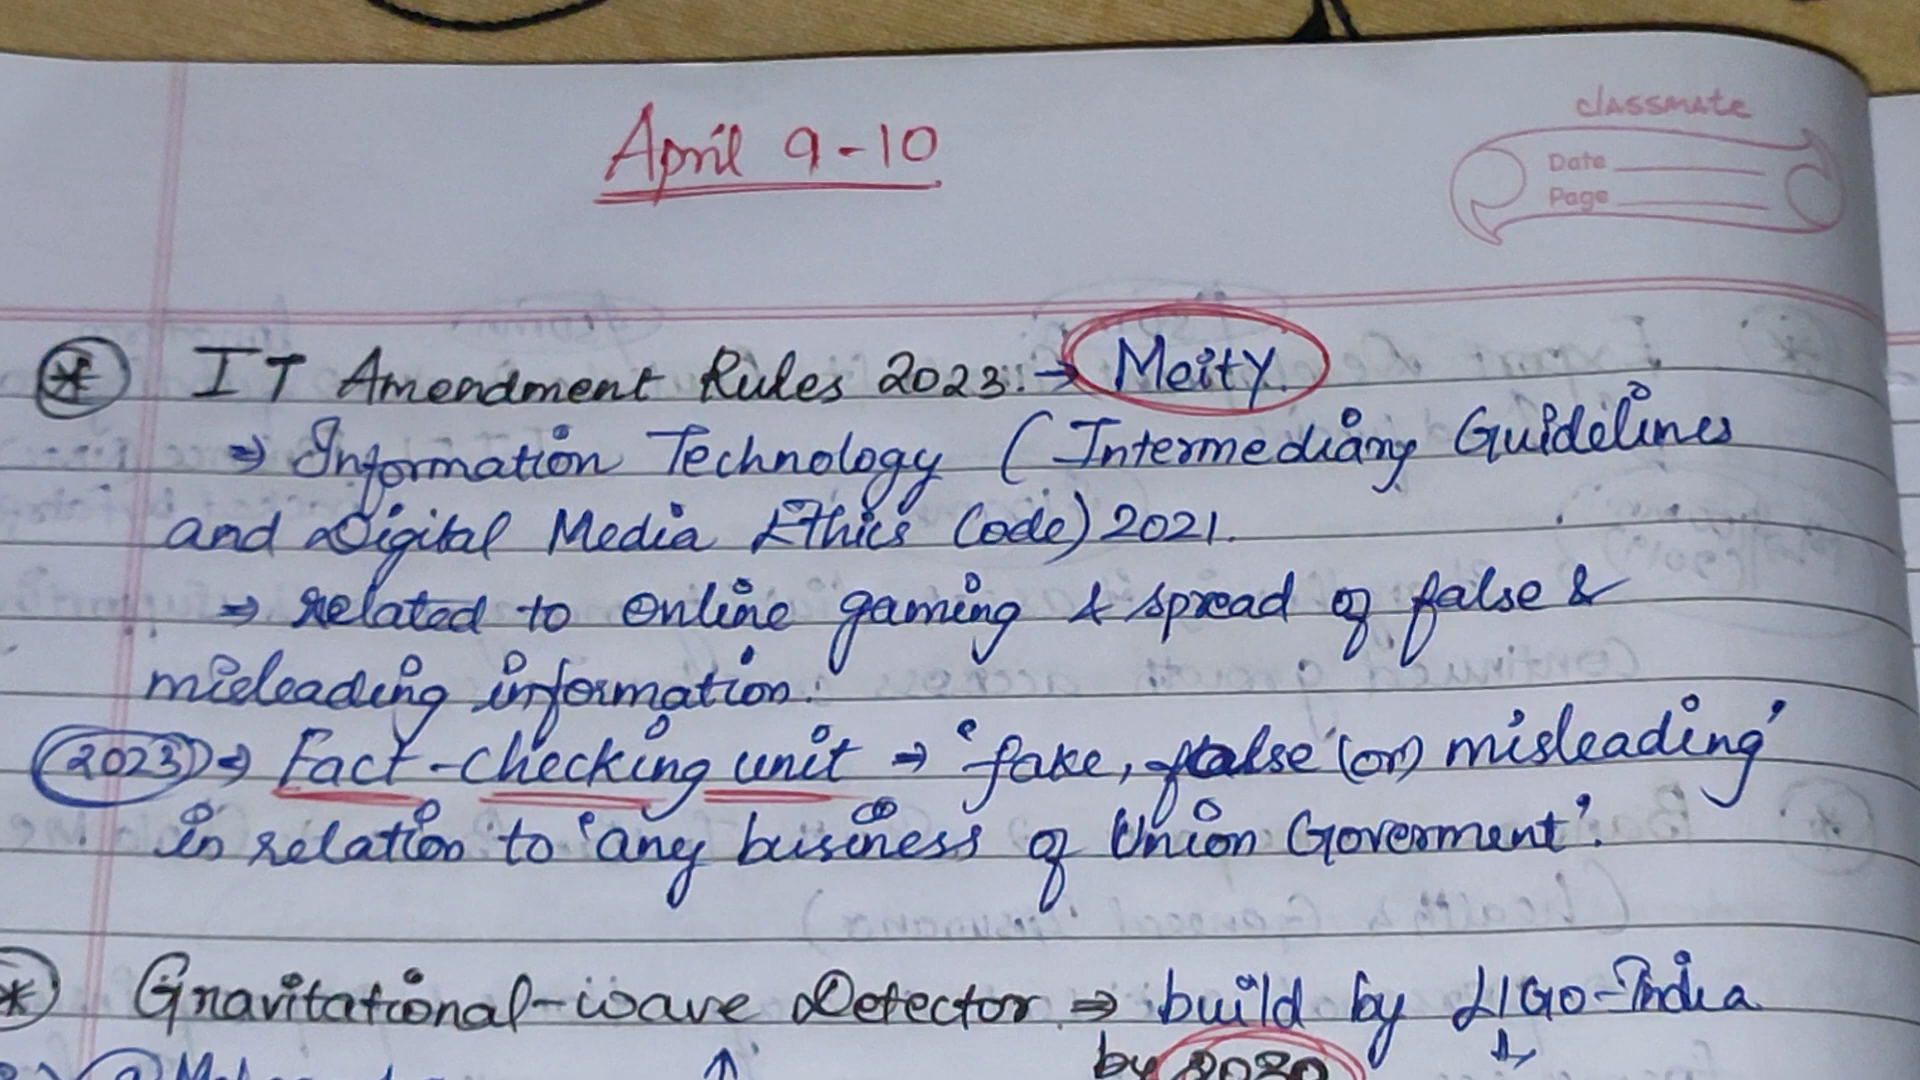 April 9-10
classmate
Date
Page
IT Amendment Rules 2023:→ Meity.
⇒ Information Technology (Intermediary Guidelines
and Digital Media Ethics Code) 2021.
⇒ related to online gaming & spread of false &
misleading information.
2023 ⇒ Fact-checking unit ⇒ 'fake, false (or) misleading'
in relation to 'any business of Union Goverment'.
Gravitational-wave Detector ⇒ build by LIGO-India
by 2030